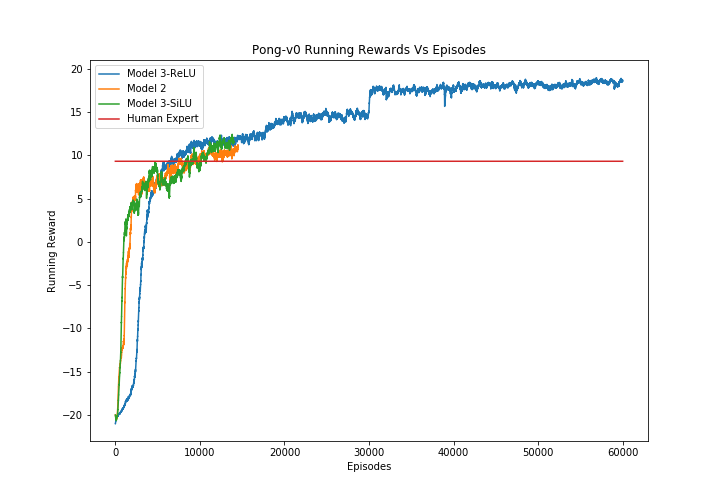 Pong-v0 Running Rewards Vs Episodes
Model 3-ReLU
Model 2
Model 3-SiLU
Human Expert
Running Reward
20
15
10
5
0
−5
−10
−15
−20
0 10000 20000 30000 40000 50000 60000
Episodes